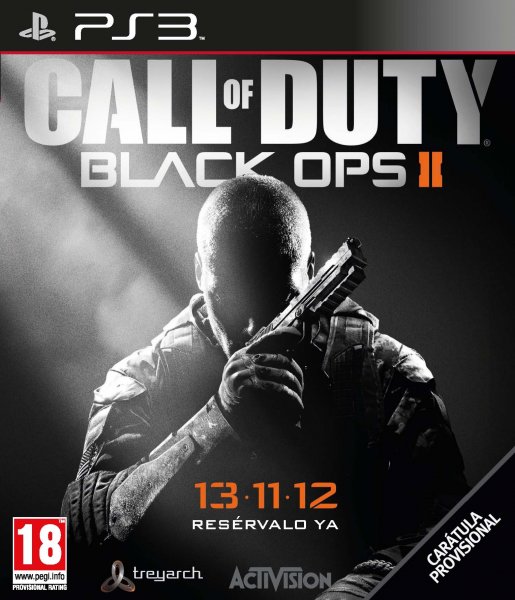 PS3™
CALL OF DUTY®
BLACK OPS II
13·11·12
RESÉRVALO YA
CARÁTULA
PROVISIONAL
18
www.pegi.info
PROVISIONAL RATING
treyarch
ACTIVISION